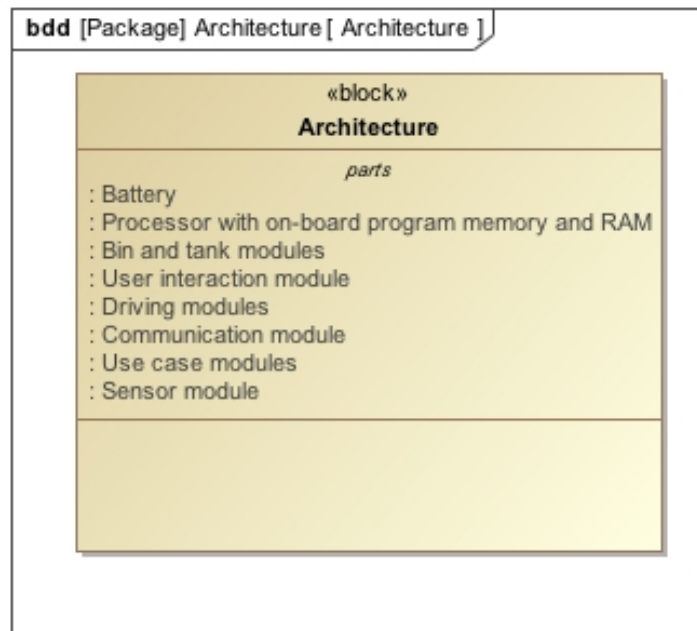 bdd [Package] Architecture [ Architecture ]
«block»
Architecture
parts
: Battery
: Processor with on-board program memory and RAM
: Bin and tank modules
: User interaction module
: Driving modules
: Communication module
: Use case modules
: Sensor module